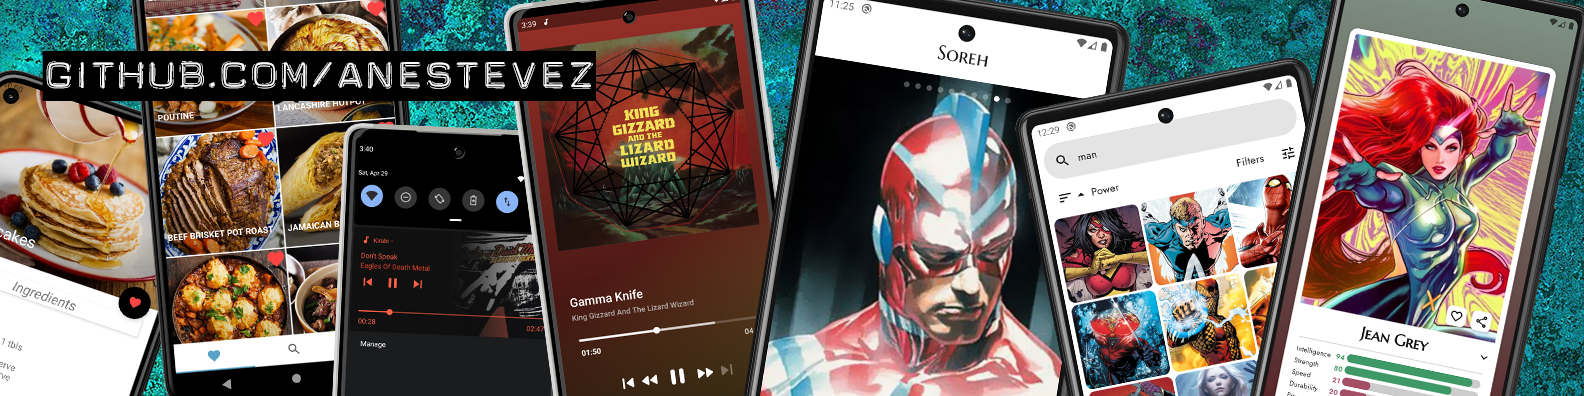 GITHUB.COM/ANESTEVEZ
cakes
Ingredients
1 tbls
POUTINE
LANCASHIRE HOTPOT
BEEF BRISKET POT ROAST
3:40
Sat, Apr 29
Kirabi -
Don't Speak
Eagles Of Death Metal
00:28
02:47
Manage
3:39
KING
GIZZARD
AND THE
LIZARD
WIZARD
Gamma Knife
King Gizzard And The Lizard Wizard
01:50
04
11:25
SOREH
12:29
man
Filters
Power
JEAN GREY
Intelligence 94
Strength 80
Speed 21
Durability 20